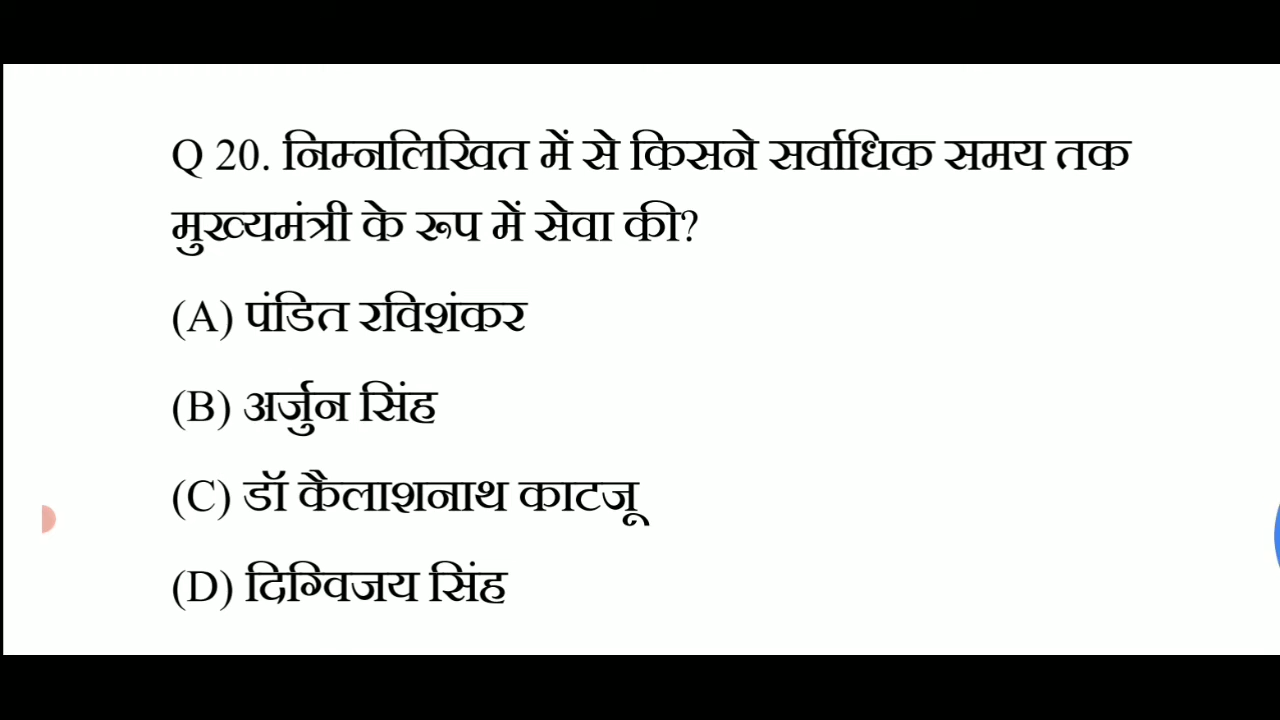 Q 20. निम्नलिखित में से किसने सर्वाधिक समय तक
मुख्यमंत्री के रूप में सेवा की?
(A) पंडित रविशंकर
(B) अर्जुन सिंह
(C) डॉ कैलाशनाथ काटजू
(D) दिग्विजय सिंह